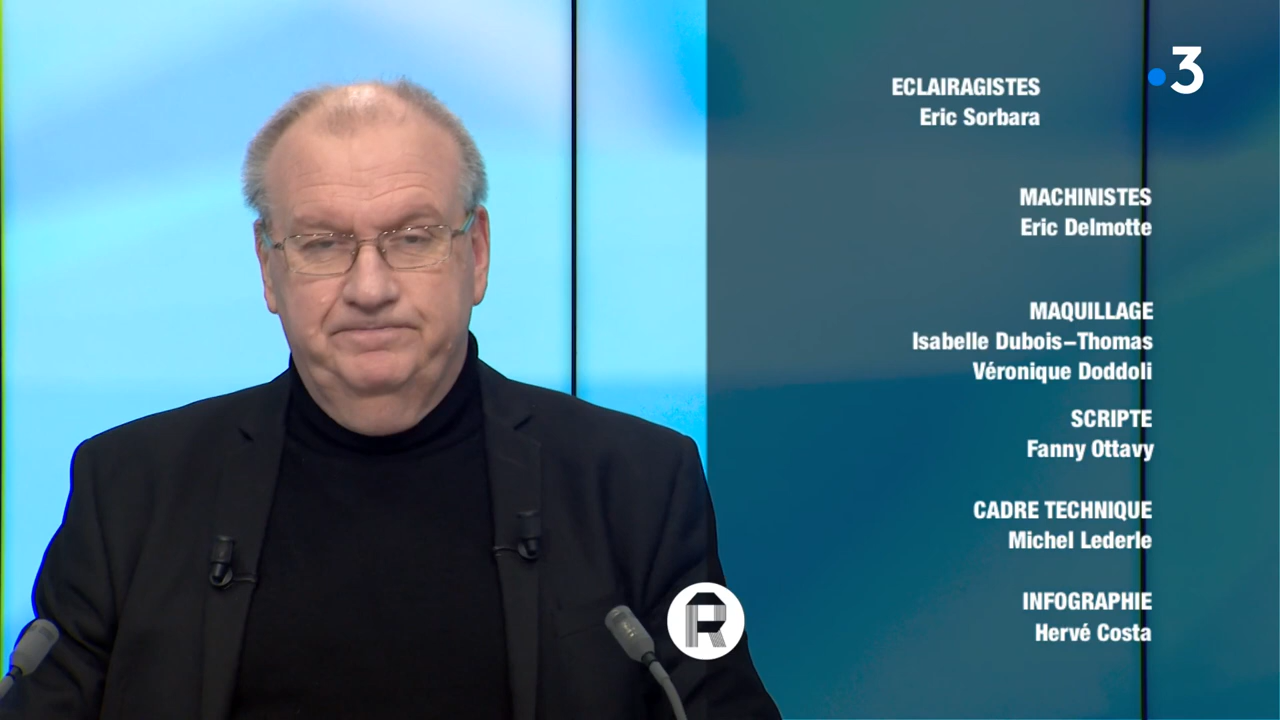 3
ECLAIRAGISTES
Eric Sorbara
MACHINISTES
Eric Delmotte
MAQUILLAGE
Isabelle Dubois–Thomas
Véronique Doddoli
SCRIPTE
Fanny Ottavy
CADRE TECHNIQUE
Michel Lederle
INFOGRAPHIE
Hervé Costa
R